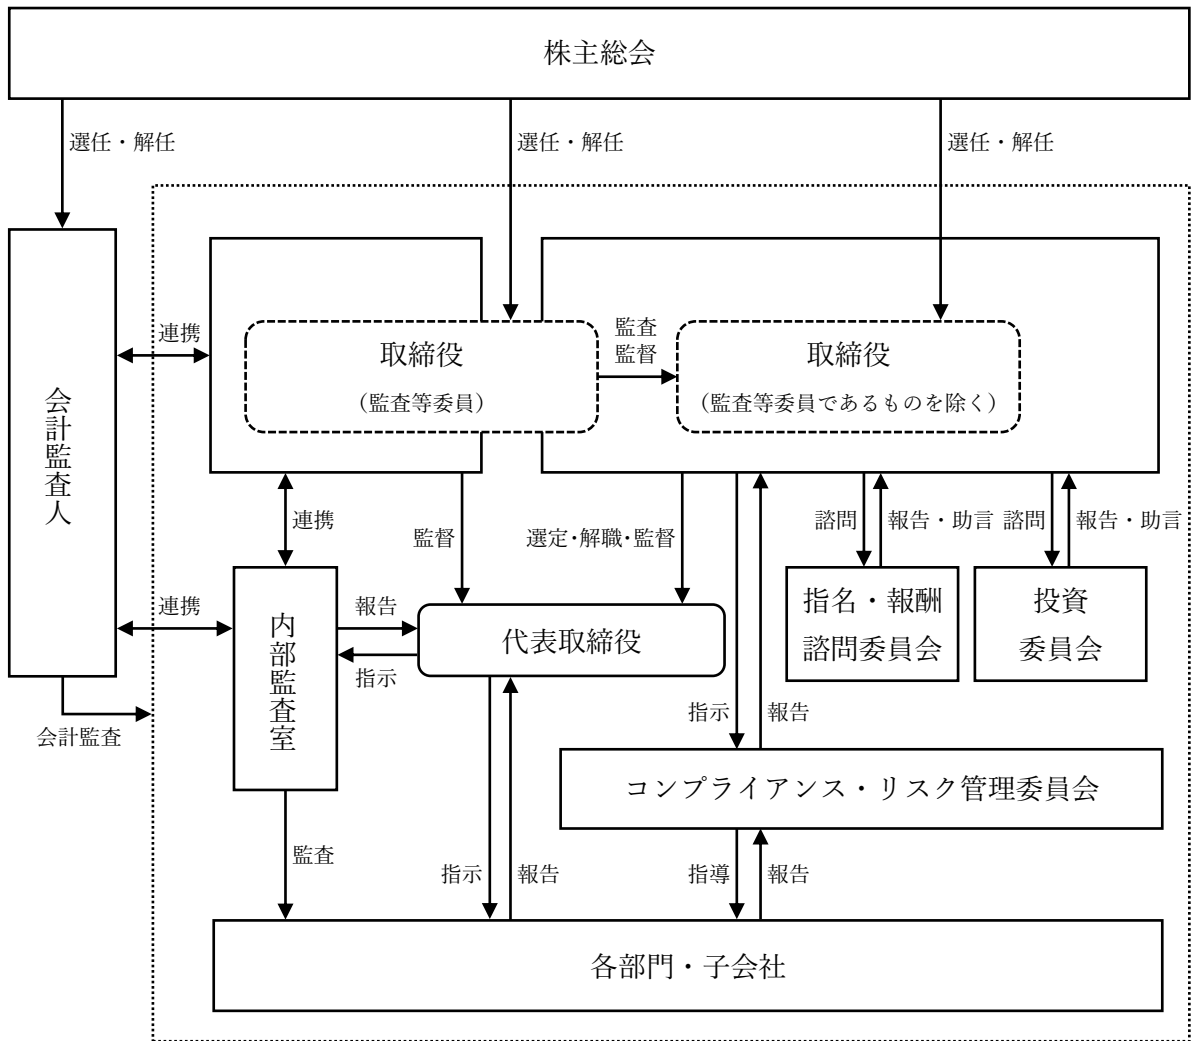 株主総会
選任・解任
選任・解任
選任・解任
連携
監査
監督
取締役
（監査等委員）
取締役
（監査等委員であるものを除く）
会計監査人
連携
監督
選定・解職・監督
諮問
報告・助言
諮問
報告・助言
指名・報酬
諮問委員会
投資
委員会
連携
報告
指示
内部監査室
代表取締役
会計監査
指示
報告
コンプライアンス・リスク管理委員会
監査
指示
報告
指導
報告
各部門・子会社